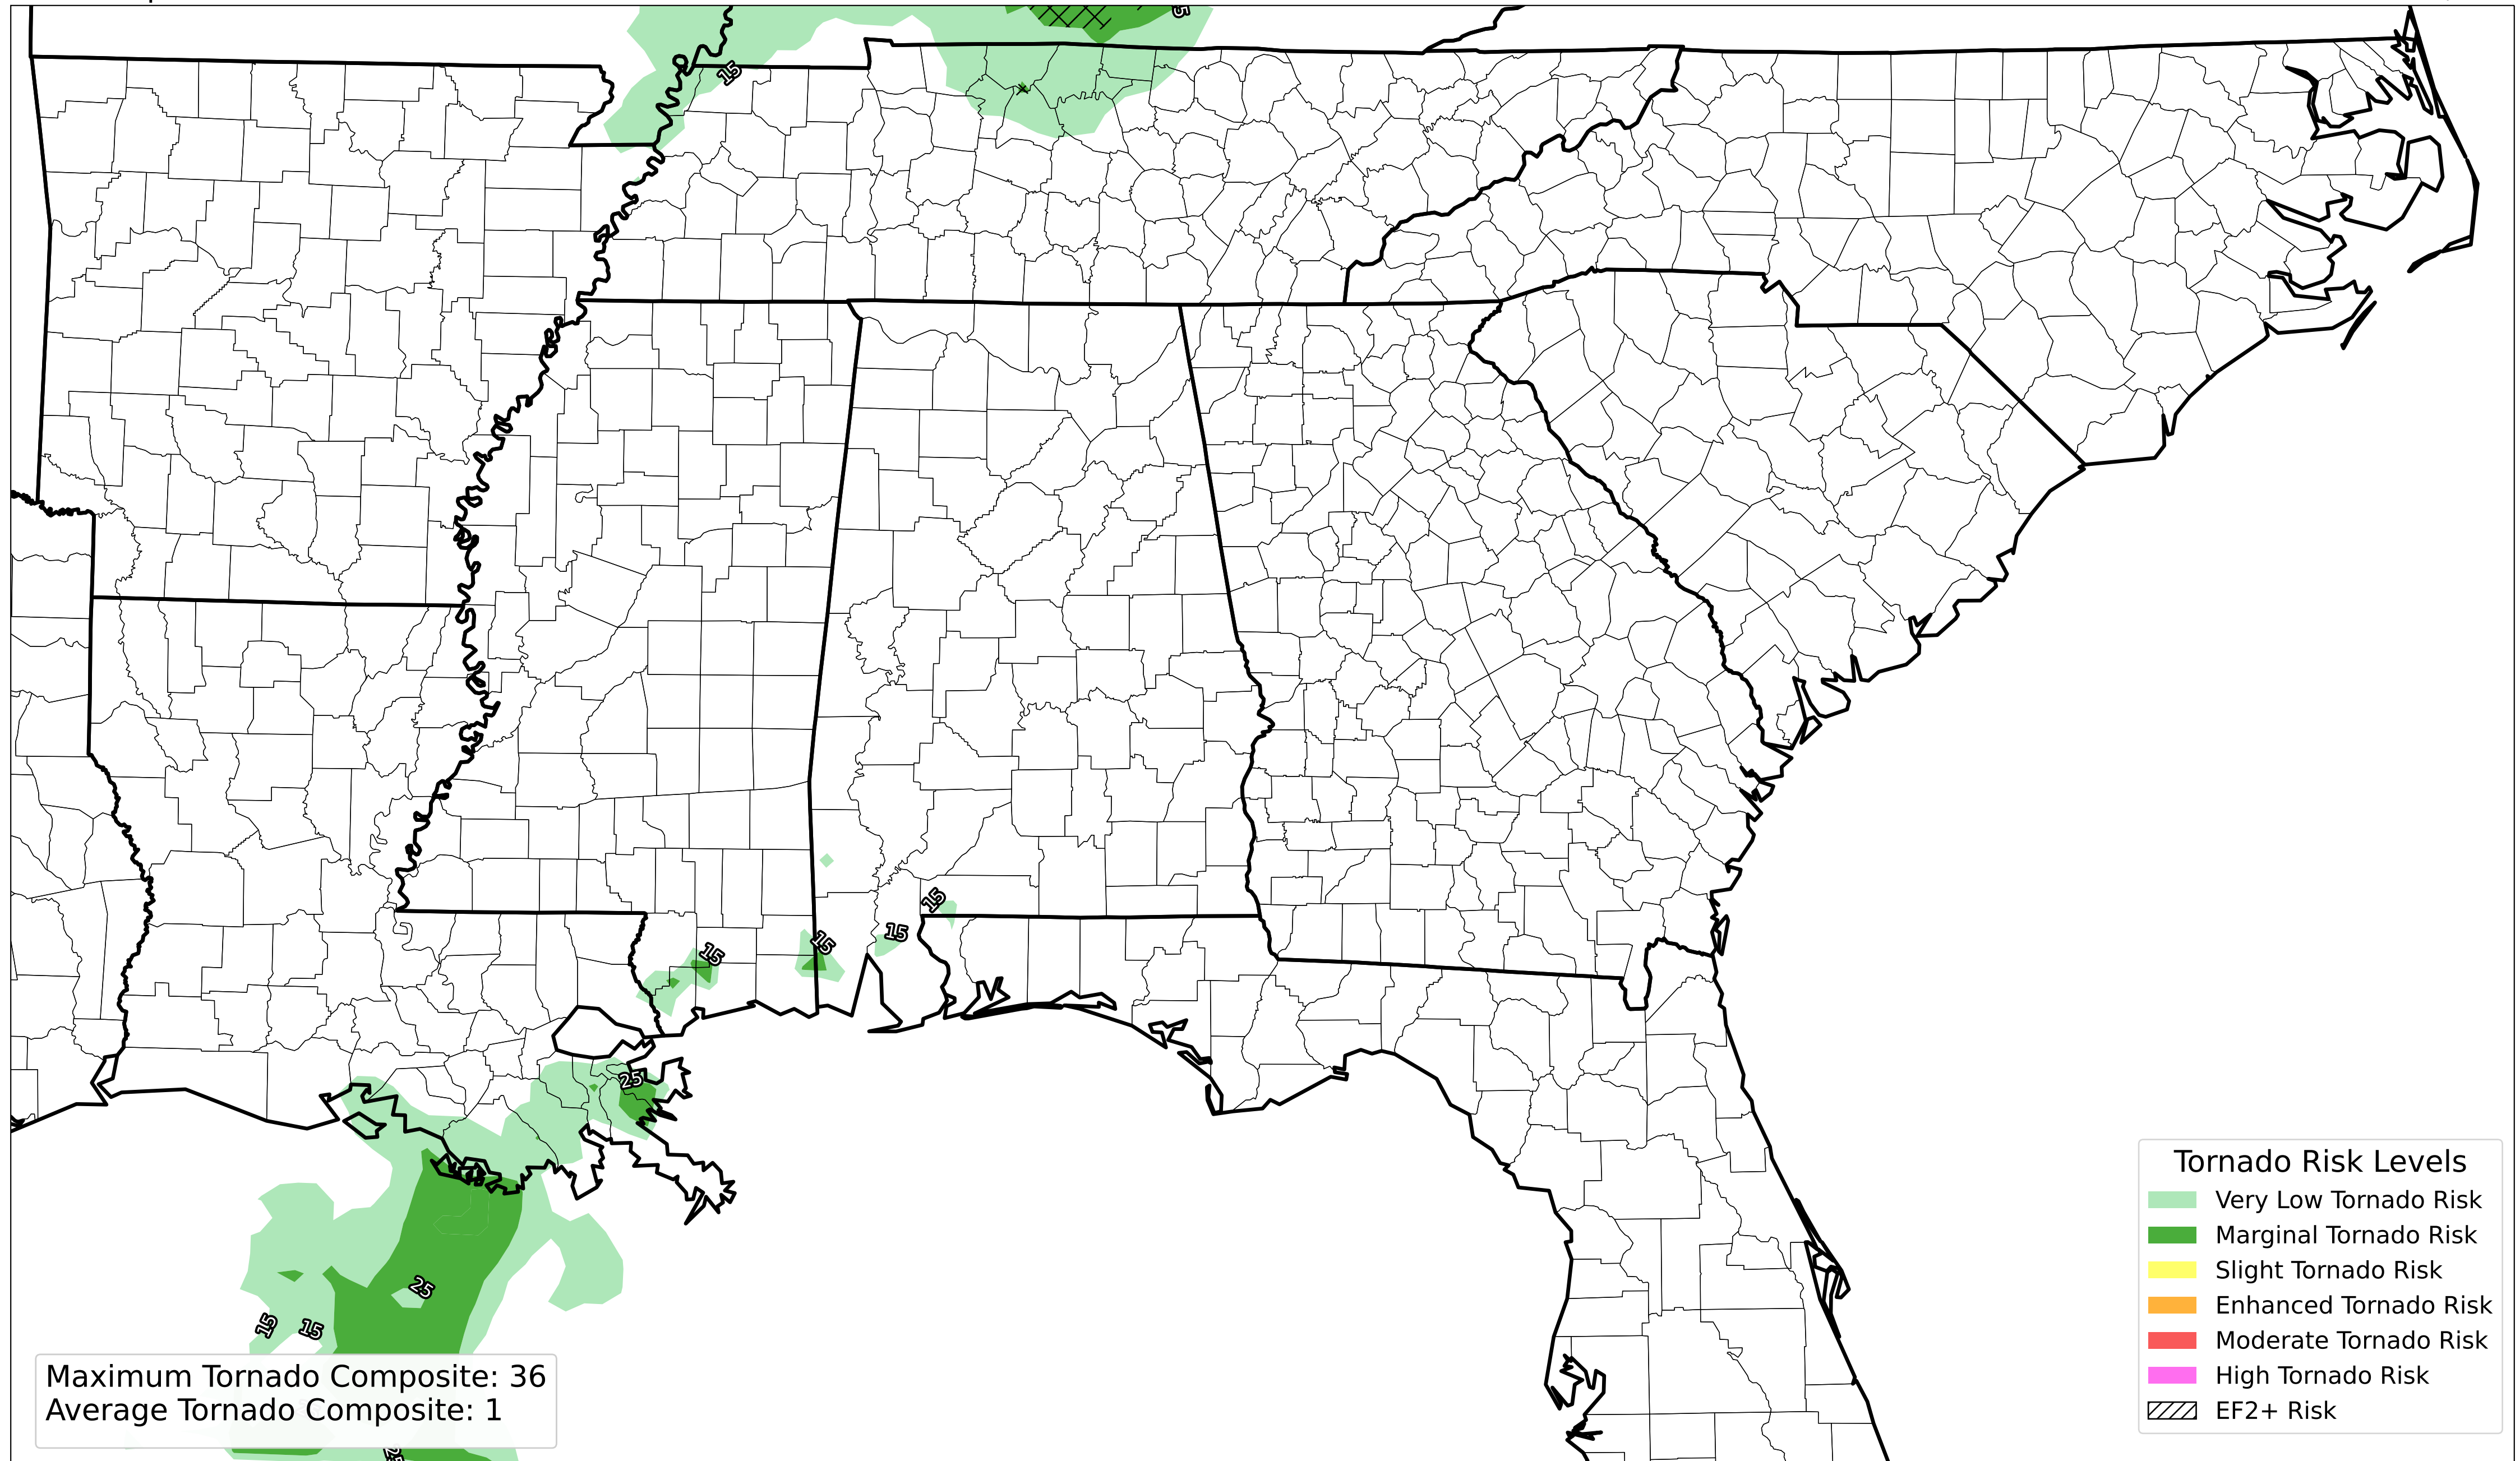 15
15
15
15
15
15
25
25
15
15
Tornado Risk Levels
Very Low Tornado Risk
Marginal Tornado Risk
Slight Tornado Risk
Enhanced Tornado Risk
Moderate Tornado Risk
High Tornado Risk
EF2+ Risk
Maximum Tornado Composite: 36
Average Tornado Composite: 1